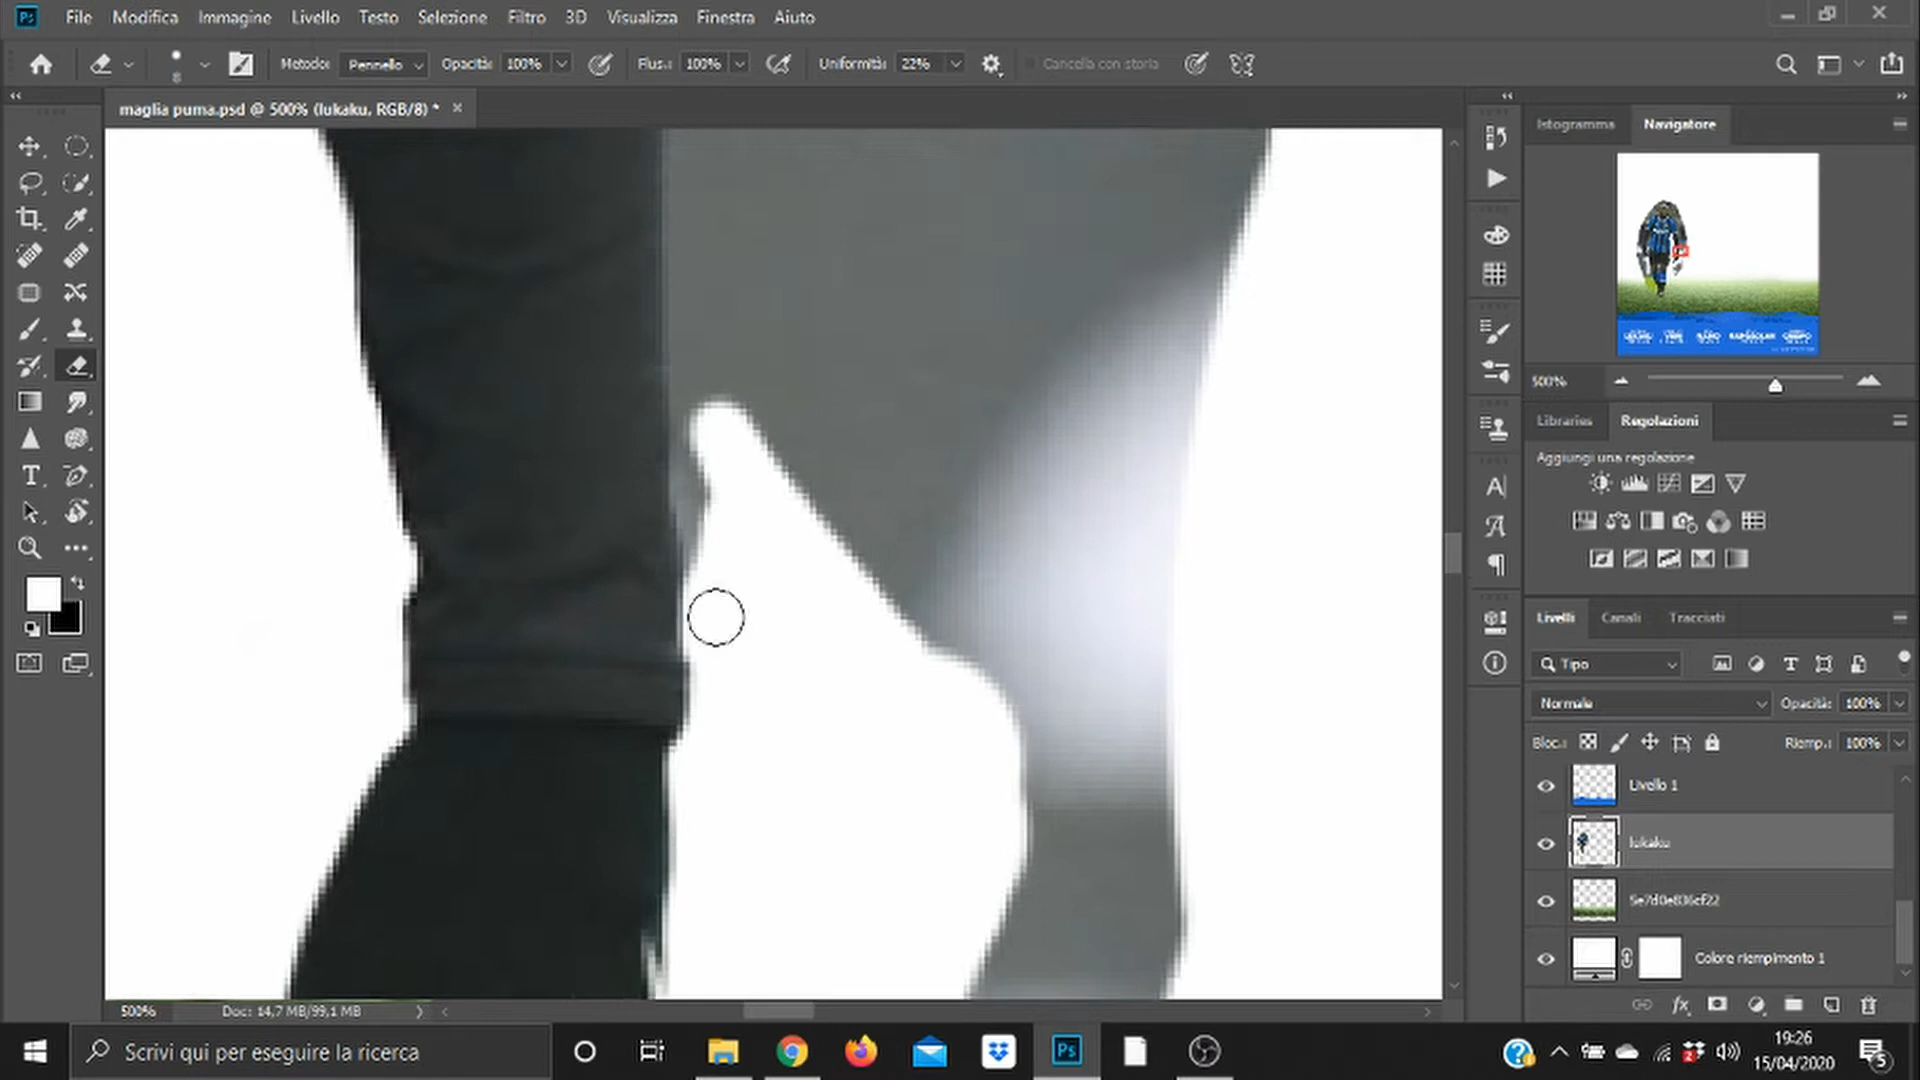 File Modifica Immagine Livello Testo Selezione Filtro 3D Visualizza Finestra Aiuto
8 Metodo: Pennello Opacità: 100% Flus.: 100% Uniformità: 22% Cancella con storia
maglia puma.psd @ 500% (lukaku, RGB/8) *
Istogramma Navigatore
500%
Libraries Regolazioni
Aggiungi una regolazione
Livelli Canali Tracciati
Tipo
Normale Opacità: 100%
Bloc.: Riemp.: 100%
Livello 1
lukaku
5e7d0e836cf22
Colore riempimento 1
500% Doc: 14,7 MB/99,1 MB
Scrivi qui per eseguire la ricerca
19:26
15/04/2020
5